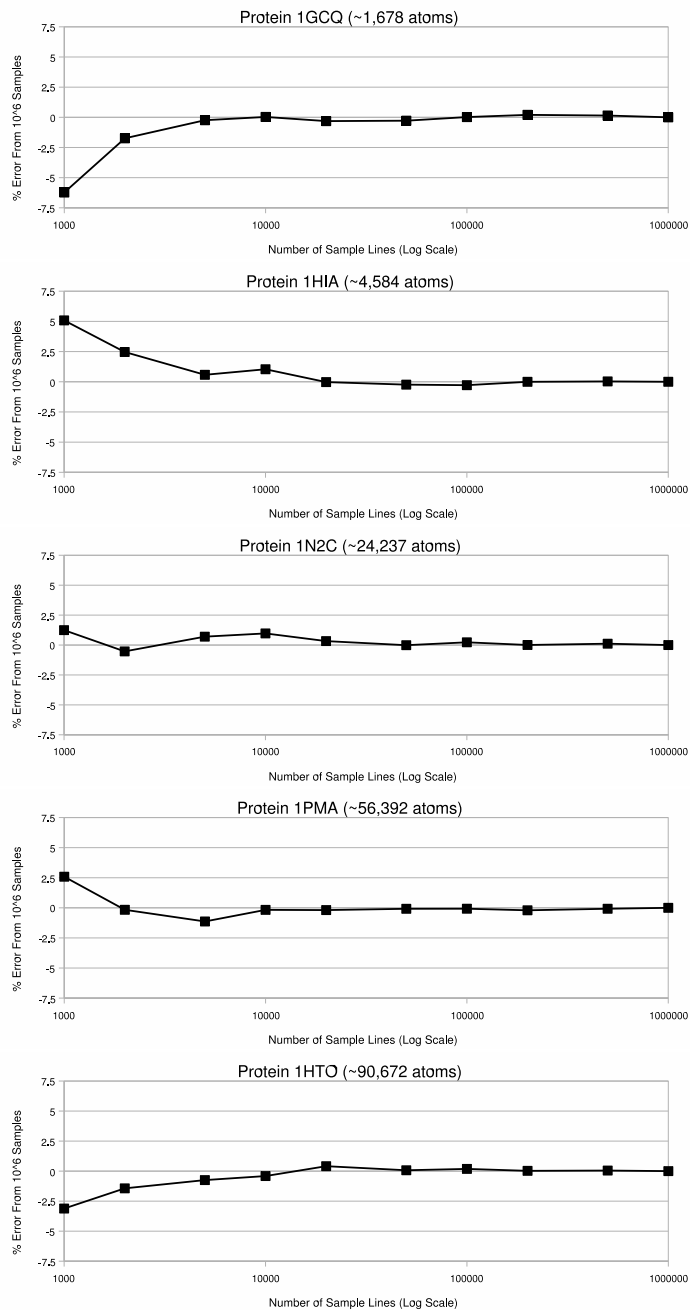 Protein 1GCQ (~1,678 atoms)
7.5
5
2.5
0
-2.5
-5
-7.5
% Error From 10^6 Samples
1000 10000 100000 1000000
Number of Sample Lines (Log Scale)
Protein 1HIA (~4,584 atoms)
7.5
5
2.5
0
-2.5
-5
-7.5
% Error From 10^6 Samples
1000 10000 100000 1000000
Number of Sample Lines (Log Scale)
Protein 1N2C (~24,237 atoms)
7.5
5
2.5
0
-2.5
-5
-7.5
% Error From 10^6 Samples
1000 10000 100000 1000000
Number of Sample Lines (Log Scale)
Protein 1PMA (~56,392 atoms)
7.5
5
2.5
0
-2.5
-5
-7.5
% Error From 10^6 Samples
1000 10000 100000 1000000
Number of Sample Lines (Log Scale)
Protein 1HTO (~90,672 atoms)
7.5
5
2.5
0
-2.5
-5
-7.5
% Error From 10^6 Samples
1000 10000 100000 1000000
Number of Sample Lines (Log Scale)